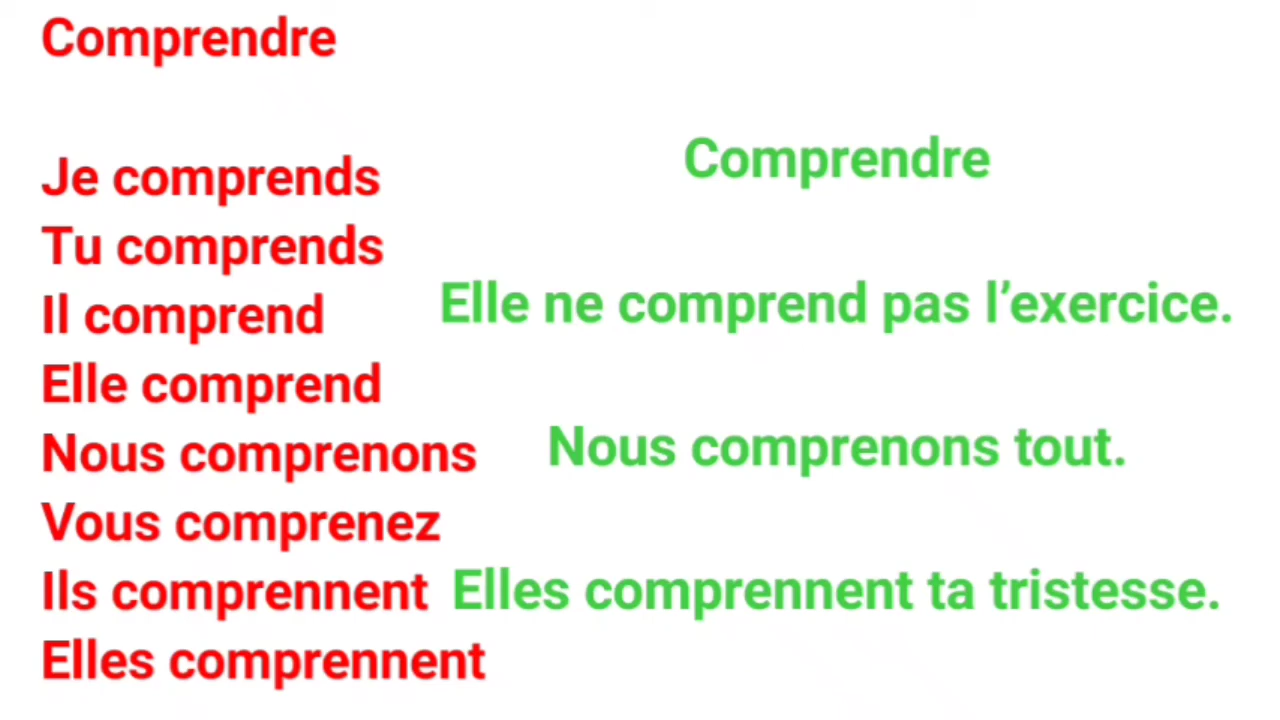 Comprendre
Je comprends
Tu comprends
Il comprend
Elle comprend
Nous comprenons
Vous comprenez
Ils comprennent
Elles comprennent
Comprendre
Elle ne comprend pas l’exercice.
Nous comprenons tout.
Elles comprennent ta tristesse.